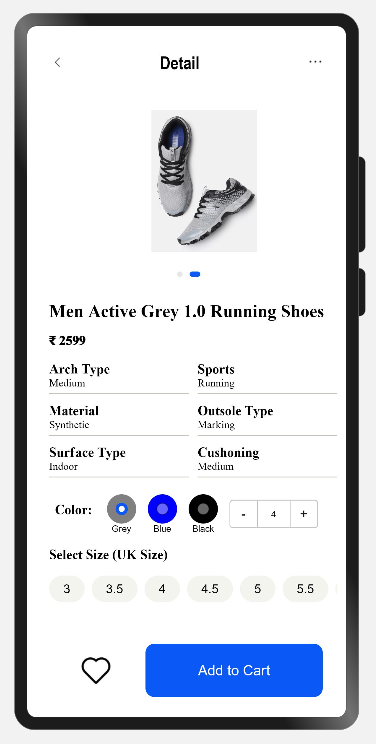 Detail
Men Active Grey 1.0 Running Shoes
₹ 2599
Arch Type
Medium
Sports
Running
Material
Synthetic
Outsole Type
Marking
Surface Type
Indoor
Cushoning
Medium
Color:
Grey
Blue
Black
- 4 +
Select Size (UK Size)
3 3.5 4 4.5 5 5.5
Add to Cart